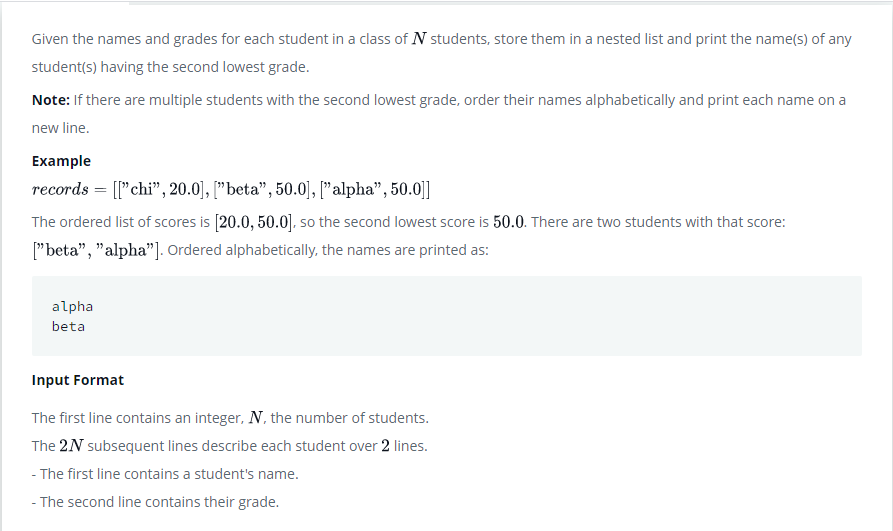 Given the names and grades for each student in a class of N students, store them in a nested list and print the name(s) of any
student(s) having the second lowest grade.
Note: If there are multiple students with the second lowest grade, order their names alphabetically and print each name on a
new line.
Example
records = [["chi", 20.0], ["beta", 50.0], ["alpha", 50.0]]
The ordered list of scores is [20.0, 50.0], so the second lowest score is 50.0. There are two students with that score:
["beta", "alpha"]. Ordered alphabetically, the names are printed as:
alpha
beta
Input Format
The first line contains an integer, N, the number of students.
The 2N subsequent lines describe each student over 2 lines.
- The first line contains a student's name.
- The second line contains their grade.